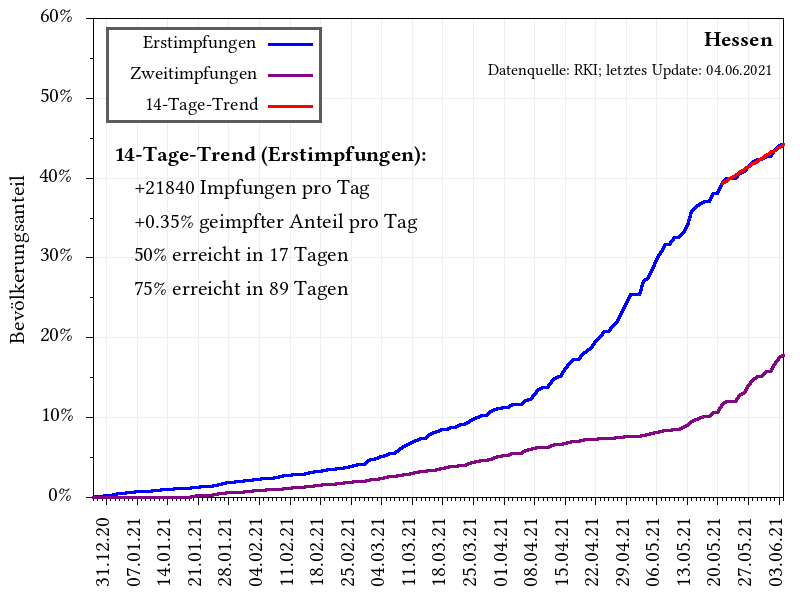 60%
50%
40%
30%
20%
10%
0%
Bevölkerungsanteil
Erstimpfungen
Zweitimpfungen
14-Tage-Trend
Hessen
Datenquelle: RKI; letztes Update: 04.06.2021
14-Tage-Trend (Erstimpfungen):
+21840 Impfungen pro Tag
+0.35% geimpfter Anteil pro Tag
50% erreicht in 17 Tagen
75% erreicht in 89 Tagen
31.12.20
07.01.21
14.01.21
21.01.21
28.01.21
04.02.21
11.02.21
18.02.21
25.02.21
04.03.21
11.03.21
18.03.21
25.03.21
01.04.21
08.04.21
15.04.21
22.04.21
29.04.21
06.05.21
13.05.21
20.05.21
27.05.21
03.06.21